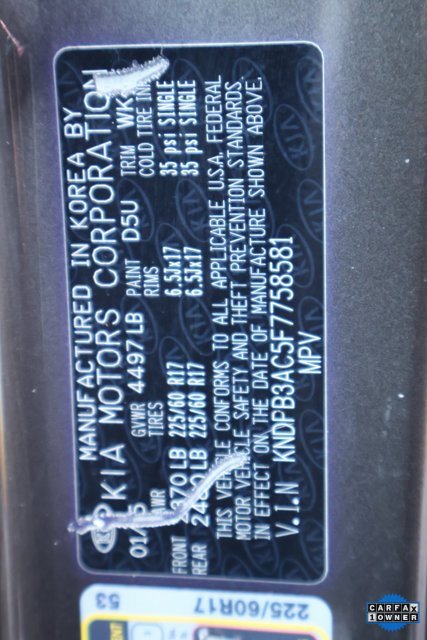 MANUFACTURED IN KOREA BY
KIA MOTORS CORPORATION
GVWR PAINT D5U TRIM WK
4497LB
TIRES RIMS COLD TIRE
FRONT 225/60 R17 6.5Jx17 35 psi SINGLE
REAR 225/60 R17 6.5Jx17 35 psi SINGLE
THIS VEHICLE CONFORMS TO ALL APPLICABLE U.S.A. FEDERAL
MOTOR VEHICLE SAFETY AND THEFT PREVENTION STANDARDS
IN EFFECT ON THE DATE OF MANUFACTURE SHOWN ABOVE.
V.I.N KNDPB3AC5F7758581
MPV
225/60R17 53
CARFAX
1 OWNER